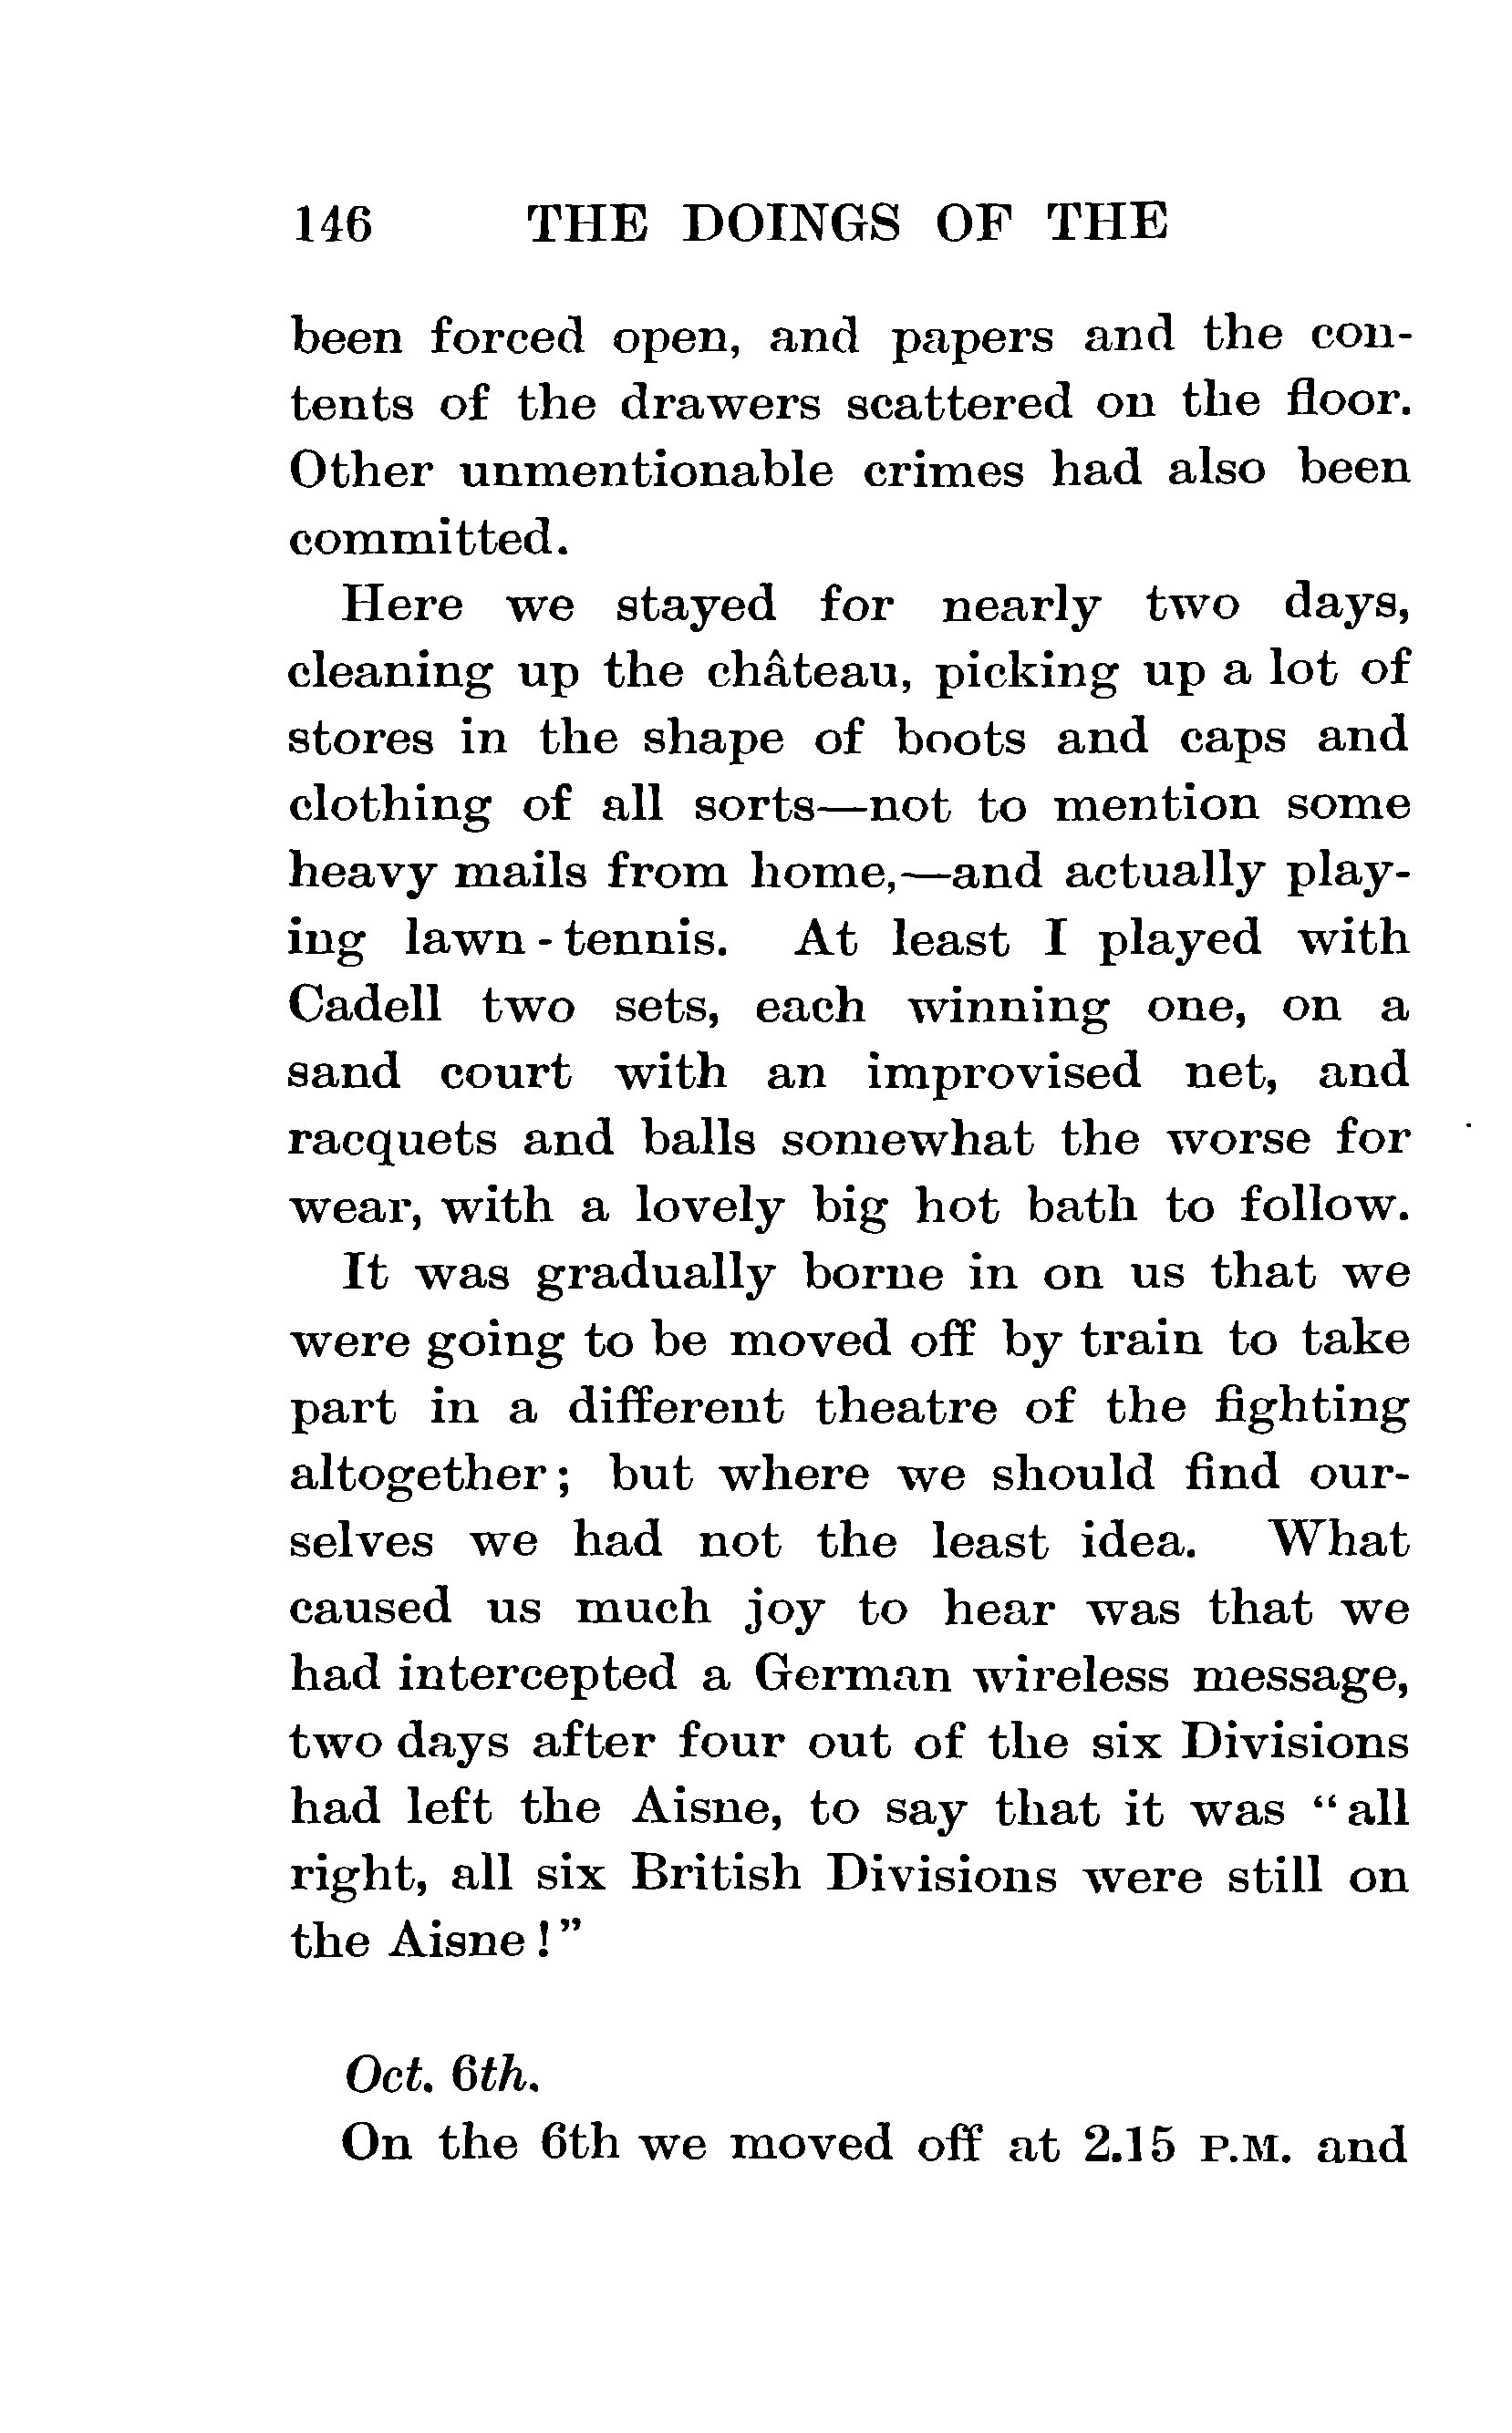 146 THE DOINGS OF THE
been forced open, and papers and the con-
tents of the drawers scattered on the floor.
Other unmentionable crimes had also been
committed.
Here we stayed for nearly two days,
cleaning up the château, picking up a lot of
stores in the shape of boots and caps and
clothing of all sorts—not to mention some
heavy mails from home,—and actually play-
ing lawn-tennis. At least I played with
Cadell two sets, each winning one, on a
sand court with an improvised net, and
racquets and balls somewhat the worse for
wear, with a lovely big hot bath to follow.
It was gradually borne in on us that we
were going to be moved off by train to take
part in a different theatre of the fighting
altogether; but where we should find our-
selves we had not the least idea. What
caused us much joy to hear was that we
had intercepted a German wireless message,
two days after four out of the six Divisions
had left the Aisne, to say that it was "all
right, all six British Divisions were still on
the Aisne!"
Oct. 6th.
On the 6th we moved off at 2.15 P.M. and